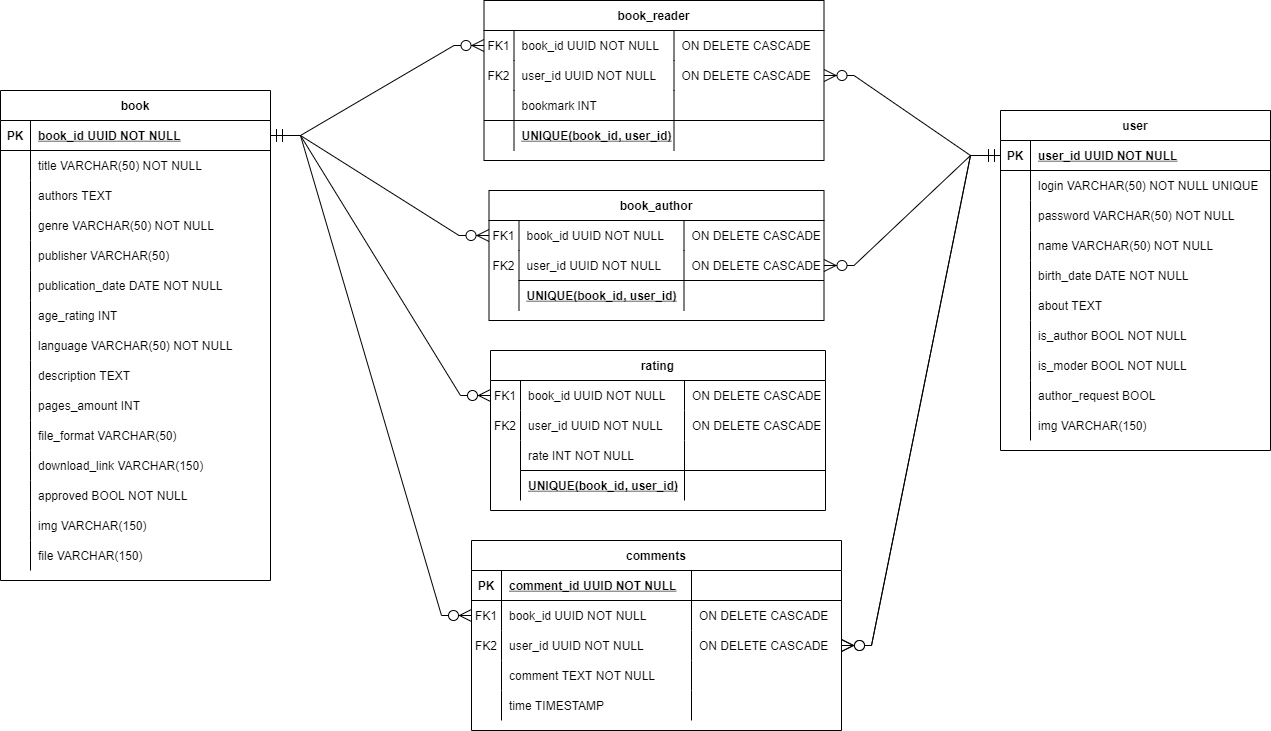 book
PK book_id UUID NOT NULL
title VARCHAR(50) NOT NULL
authors TEXT
genre VARCHAR(50) NOT NULL
publisher VARCHAR(50)
publication_date DATE NOT NULL
age_rating INT
language VARCHAR(50) NOT NULL
description TEXT
pages_amount INT
file_format VARCHAR(50)
download_link VARCHAR(150)
approved BOOL NOT NULL
img VARCHAR(150)
file VARCHAR(150)
book_reader
FK1 book_id UUID NOT NULL ON DELETE CASCADE
FK2 user_id UUID NOT NULL ON DELETE CASCADE
bookmark INT
UNIQUE(book_id, user_id)
book_author
FK1 book_id UUID NOT NULL ON DELETE CASCADE
FK2 user_id UUID NOT NULL ON DELETE CASCADE
UNIQUE(book_id, user_id)
rating
FK1 book_id UUID NOT NULL ON DELETE CASCADE
FK2 user_id UUID NOT NULL ON DELETE CASCADE
rate INT NOT NULL
UNIQUE(book_id, user_id)
comments
PK comment_id UUID NOT NULL
FK1 book_id UUID NOT NULL ON DELETE CASCADE
FK2 user_id UUID NOT NULL ON DELETE CASCADE
comment TEXT NOT NULL
time TIMESTAMP
user
PK user_id UUID NOT NULL
login VARCHAR(50) NOT NULL UNIQUE
password VARCHAR(50) NOT NULL
name VARCHAR(50) NOT NULL
birth_date DATE NOT NULL
about TEXT
is_author BOOL NOT NULL
is_moder BOOL NOT NULL
author_request BOOL
img VARCHAR(150)